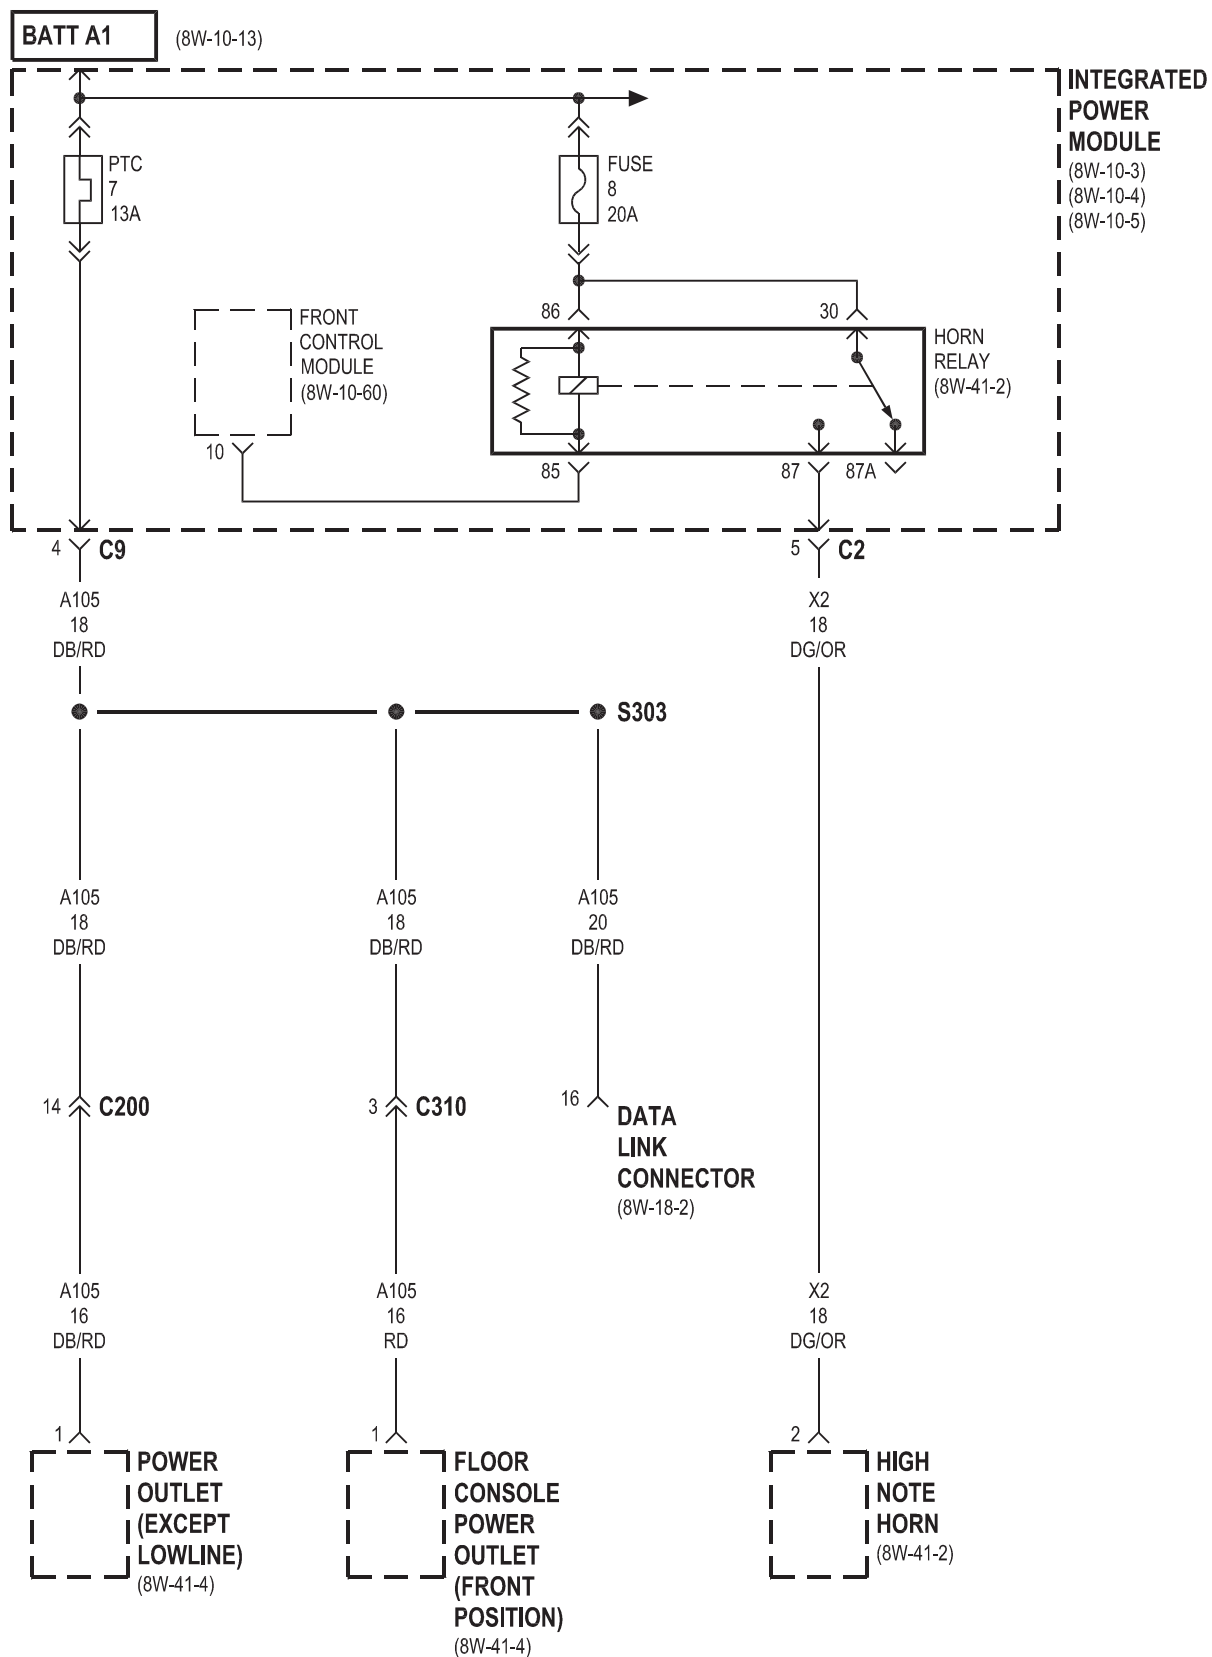 BATT A1
(8W-10-13)
INTEGRATED
POWER
MODULE
(8W-10-3)
(8W-10-4)
(8W-10-5)
PTC
7
13A
FUSE
8
20A
FRONT
CONTROL
MODULE
(8W-10-60)
10
86
30
HORN
RELAY
(8W-41-2)
85
87
87A
4 C9
5 C2
A105
18
DB/RD
X2
18
DG/OR
S303
A105
18
DB/RD
A105
18
DB/RD
A105
20
DB/RD
14 C200
3 C310
16
DATA
LINK
CONNECTOR
(8W-18-2)
A105
16
DB/RD
A105
16
RD
X2
18
DG/OR
1
POWER
OUTLET
(EXCEPT
LOWLINE)
(8W-41-4)
1
FLOOR
CONSOLE
POWER
OUTLET
(FRONT
POSITION)
(8W-41-4)
2
HIGH
NOTE
HORN
(8W-41-2)